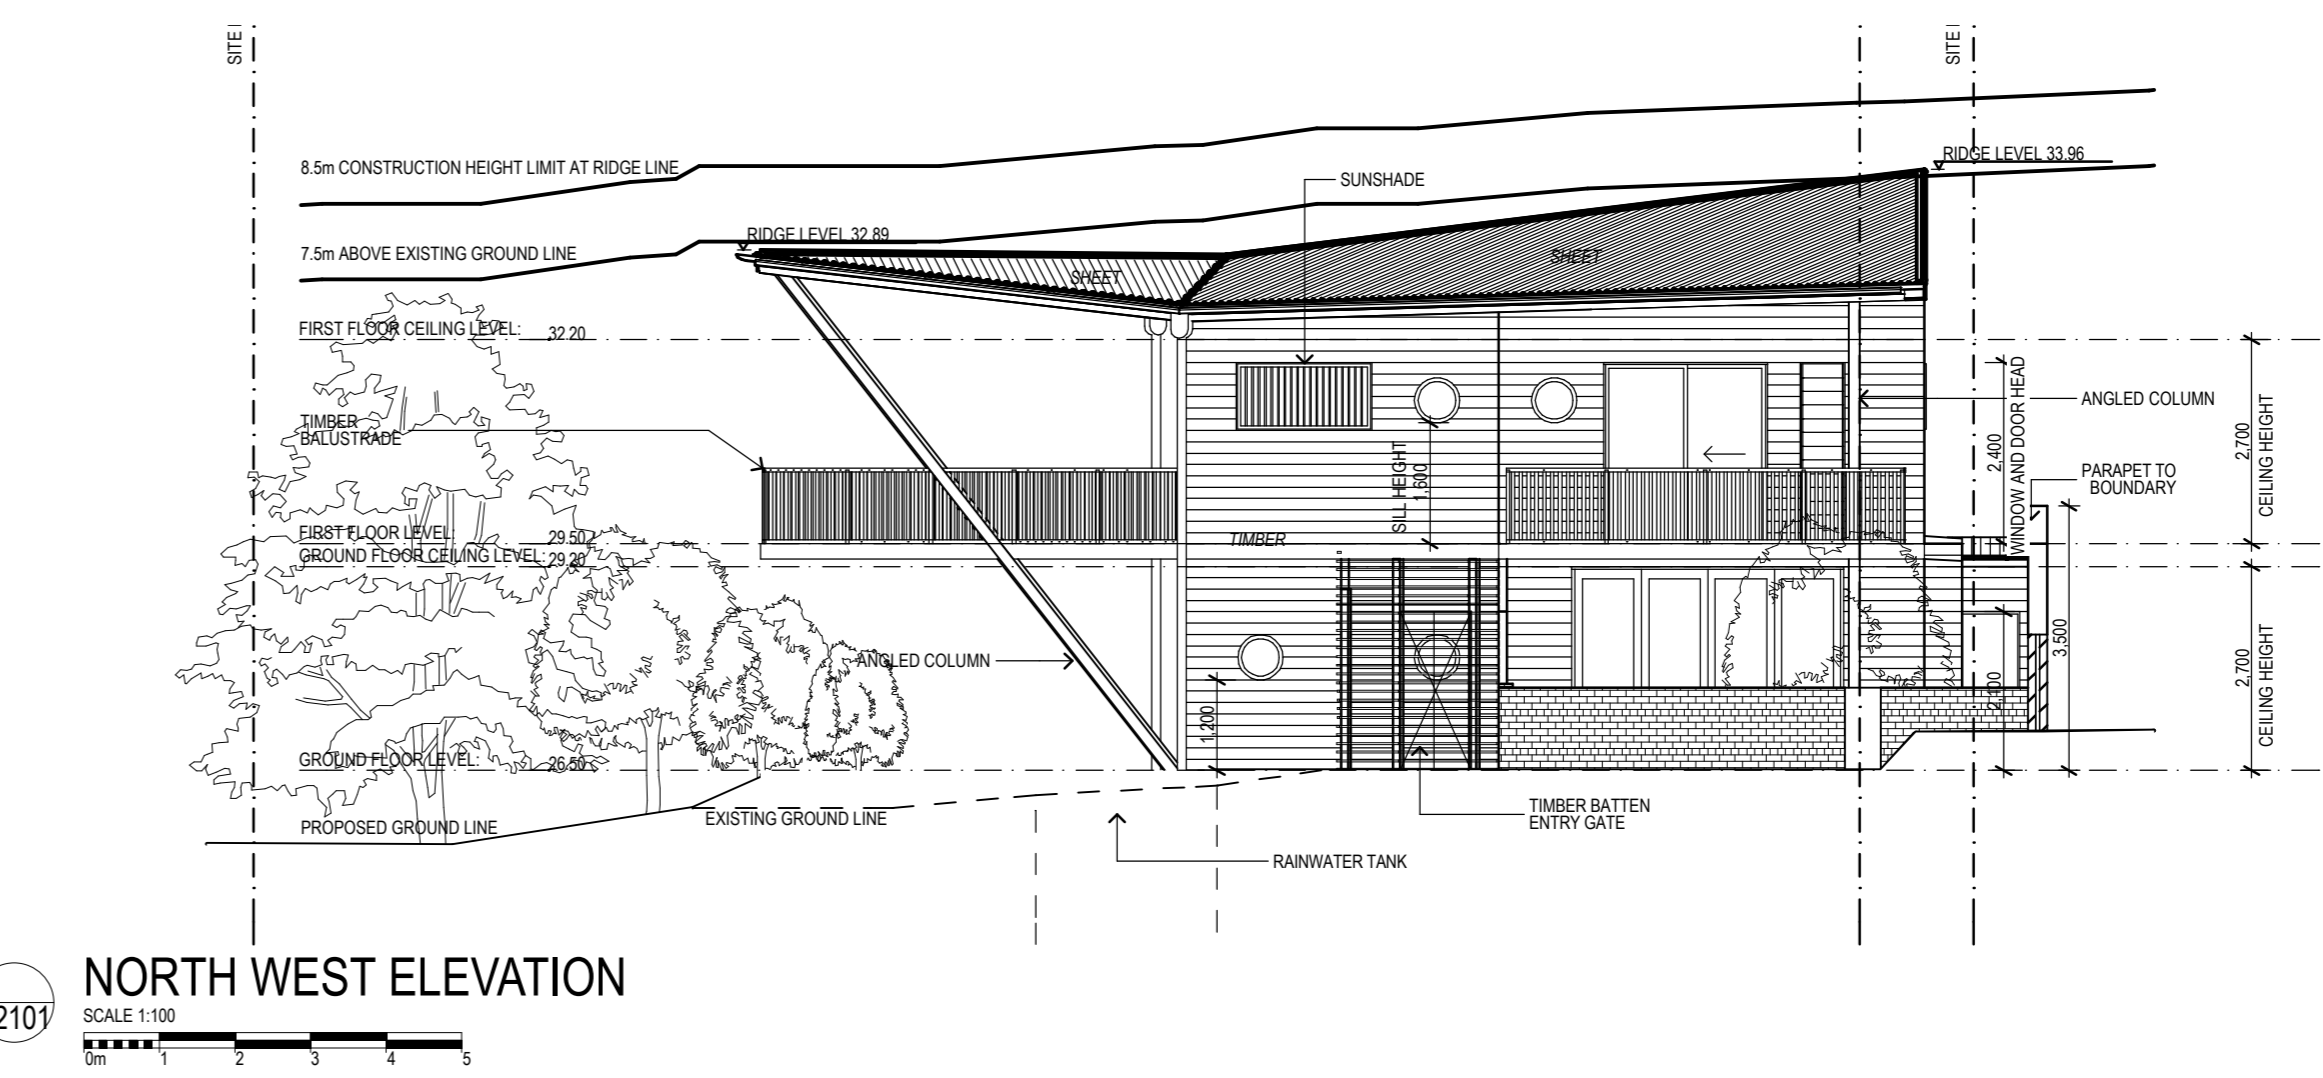 SITE
SITE
8.5m CONSTRUCTION HEIGHT LIMIT AT RIDGE LINE
RIDGE LEVEL 33.96
SUNSHADE
RIDGE LEVEL 32.89
7.5m ABOVE EXISTING GROUND LINE
SHEET
SHEET
FIRST FLOOR CEILING LEVEL: 32.20
ANGLED COLUMN
TIMBER
BALUSTRADE
SILL HEIGHT
1,600
2,400
WINDOW AND DOOR HEAD
2,700
CEILING HEIGHT
PARAPET TO
BOUNDARY
FIRST FLOOR LEVEL: 29.50
TIMBER
GROUND FLOOR CEILING LEVEL: 29.20
ANGLED COLUMN
1,200
2,100
3,500
2,700
CEILING HEIGHT
GROUND FLOOR LEVEL: 26.50
PROPOSED GROUND LINE
EXISTING GROUND LINE
TIMBER BATTEN
ENTRY GATE
RAINWATER TANK
2101
NORTH WEST ELEVATION
SCALE 1:100
0m 1 2 3 4 5